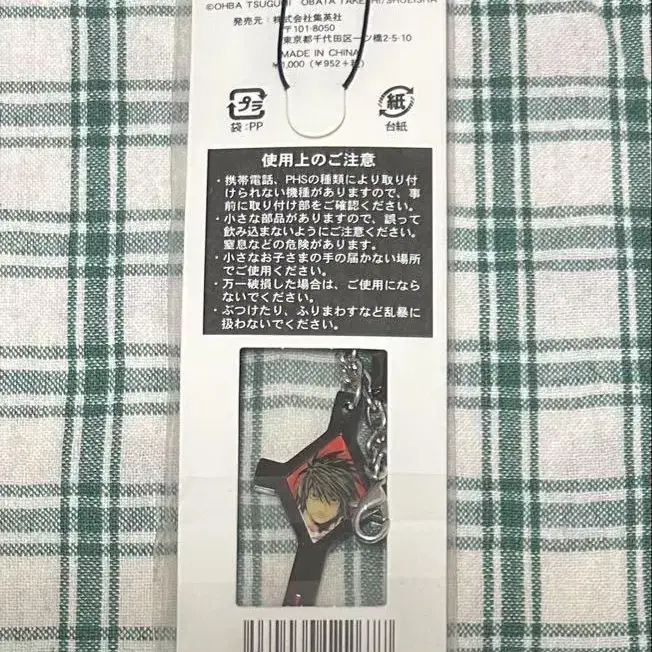 ©OHBA TSUGUMI OBATA TAKESHI/SHUEISHA
発売元:株式会社集英社
〒101-8050
東京都千代田区一ツ橋2-5-10
MADE IN CHINA
¥1,000(¥952+税)
プラ
袋:PP
紙
台紙
使用上のご注意
・携帯電話、PHSの種類により取り付
けられない機種がありますので、事
前に取り付け部をご確認ください。
・小さな部品がありますので、誤って
飲み込まないようにご注意ください。
窒息などの危険があります。
・小さなお子さまの手の届かない場所
でご使用ください。
・万一破損した場合は、ご使用になら
ないでください。
・ぶつけたり、ふりまわすなど乱暴に
扱わないでください。